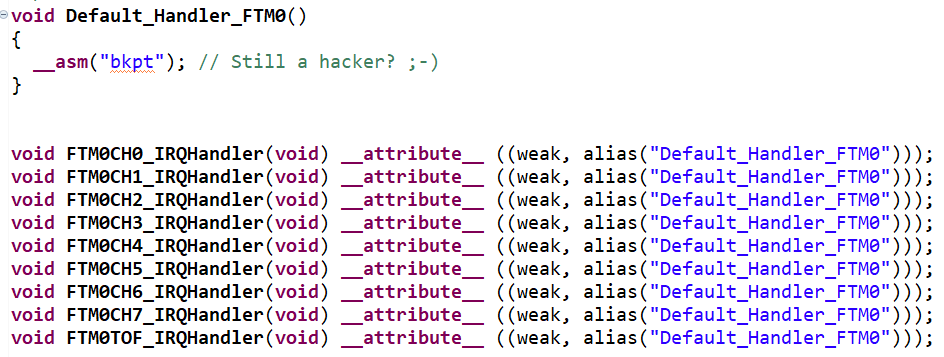 void Default_Handler_FTM0()
{
  __asm("bkpt"); // Still a hacker? ;-)
}
void FTM0CH0_IRQHandler(void) __attribute__ ((weak, alias("Default_Handler_FTM0")));
void FTM0CH1_IRQHandler(void) __attribute__ ((weak, alias("Default_Handler_FTM0")));
void FTM0CH2_IRQHandler(void) __attribute__ ((weak, alias("Default_Handler_FTM0")));
void FTM0CH3_IRQHandler(void) __attribute__ ((weak, alias("Default_Handler_FTM0")));
void FTM0CH4_IRQHandler(void) __attribute__ ((weak, alias("Default_Handler_FTM0")));
void FTM0CH5_IRQHandler(void) __attribute__ ((weak, alias("Default_Handler_FTM0")));
void FTM0CH6_IRQHandler(void) __attribute__ ((weak, alias("Default_Handler_FTM0")));
void FTM0CH7_IRQHandler(void) __attribute__ ((weak, alias("Default_Handler_FTM0")));
void FTM0TOF_IRQHandler(void) __attribute__ ((weak, alias("Default_Handler_FTM0")));